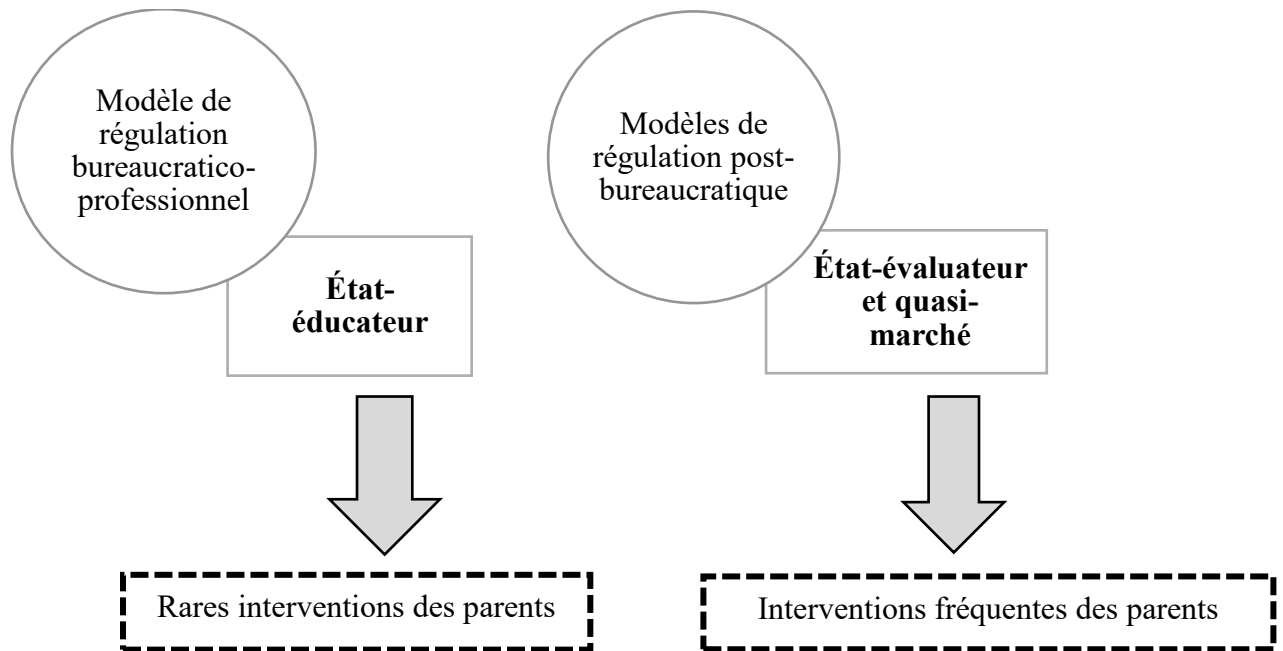 Modèle de
régulation
bureaucratico-
professionnel
État-
éducateur
Rares interventions des parents
Modèles de
régulation post-
bureaucratique
État-évaluateur
et quasi-
marché
Interventions fréquentes des parents